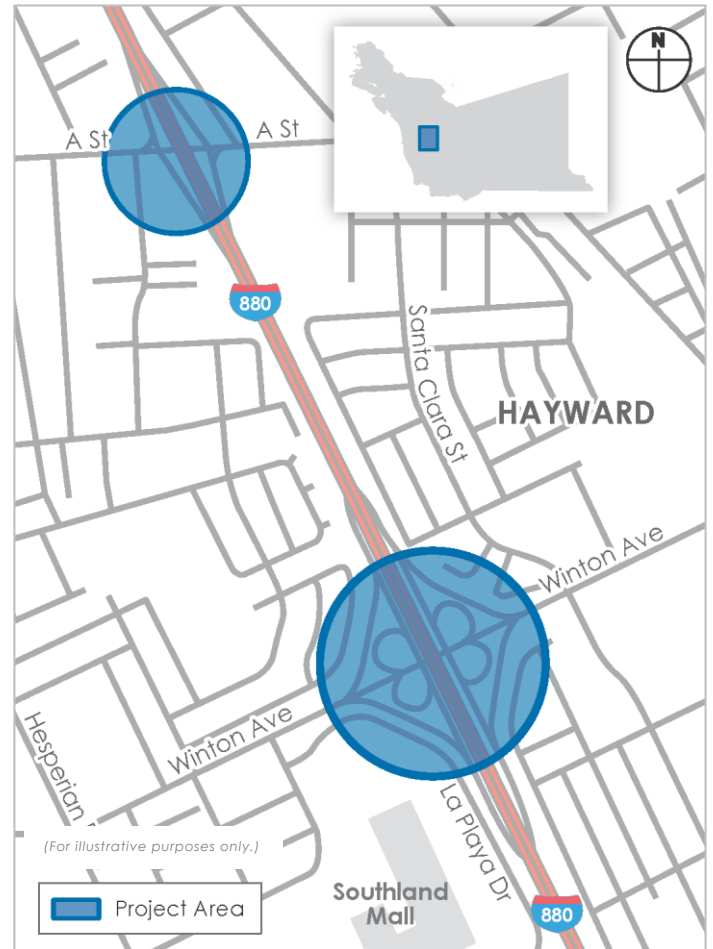 N
A St
A St
880
Santa Clara St
HAYWARD
Winton Ave
Winton Ave
Hesperian
La Playa Dr
(For illustrative purposes only.)
Southland
Mall
Project Area
880